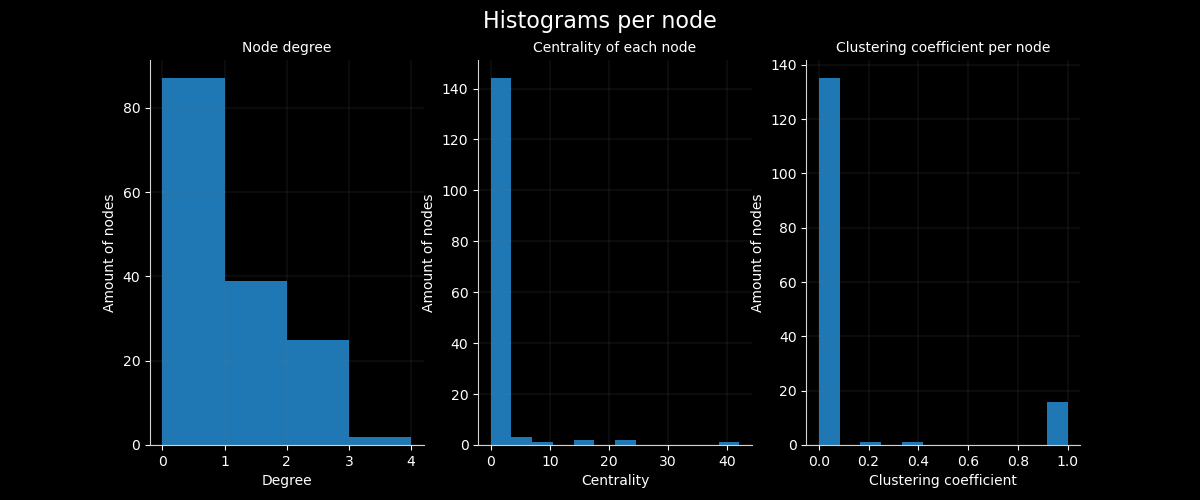 Histograms per node
Node degree
Amount of nodes
0
20
40
60
80
0 1 2 3 4
Degree
Centrality of each node
Amount of nodes
0
20
40
60
80
100
120
140
0 10 20 30 40
Centrality
Clustering coefficient per node
Amount of nodes
0
20
40
60
80
100
120
140
0.0 0.2 0.4 0.6 0.8 1.0
Clustering coefficient